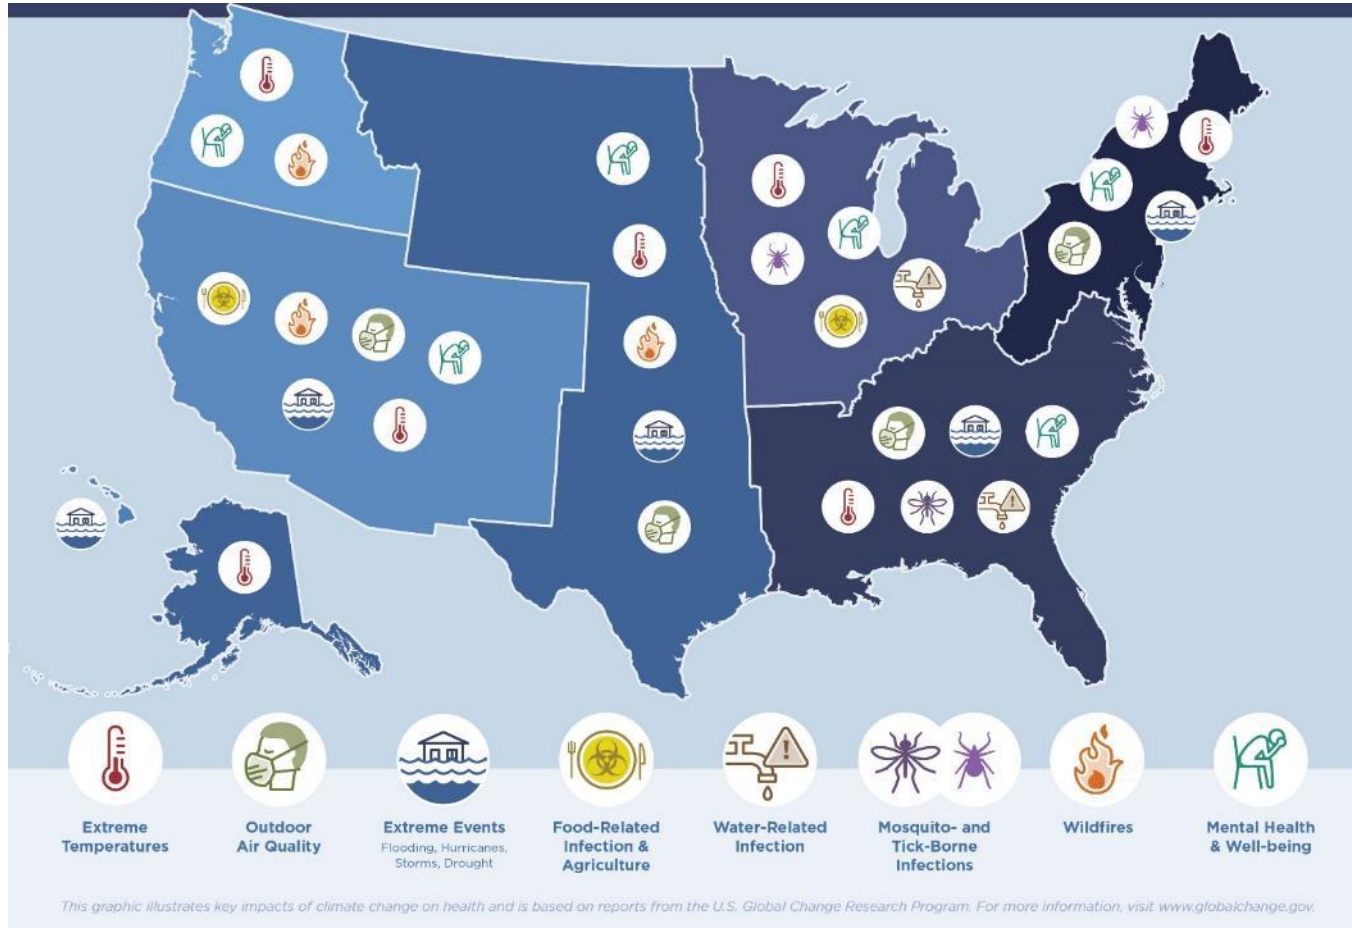 Extreme
Temperatures
Outdoor
Air Quality
Extreme Events
Flooding, Hurricanes,
Storms, Drought
Food-Related
Infection &
Agriculture
Water-Related
Infection
Mosquito- and
Tick-Borne
Infections
Wildfires
Mental Health
& Well-being
This graphic illustrates key impacts of climate change on health and is based on reports from the U.S. Global Change Research Program. For more information, visit www.globalchange.gov.